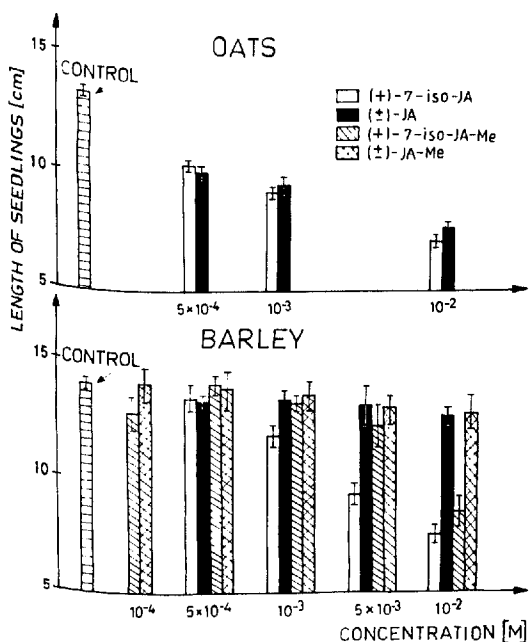 LENGTH OF SEEDLINGS [cm]
OATS
15
10
5
CONTROL
(+)-7-iso-JA
(±)-JA
(+)-7-iso-JA-Me
(±)-JA-Me
5×10⁻⁴
10⁻³
10⁻²
BARLEY
15
10
5
CONTROL
10⁻⁴
5×10⁻⁴
10⁻³
5×10⁻³
10⁻²
CONCENTRATION [M]